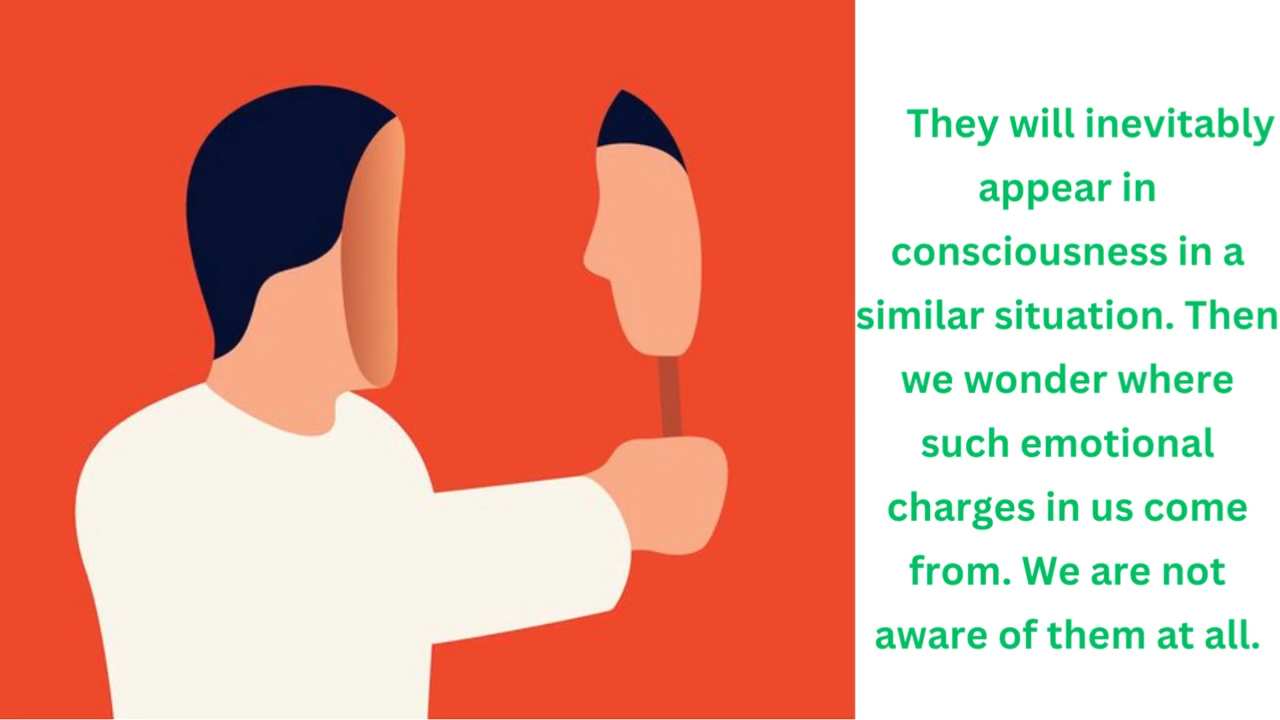 They will inevitably
appear in
consciousness in a
similar situation. Then
we wonder where
such emotional
charges in us come
from. We are not
aware of them at all.